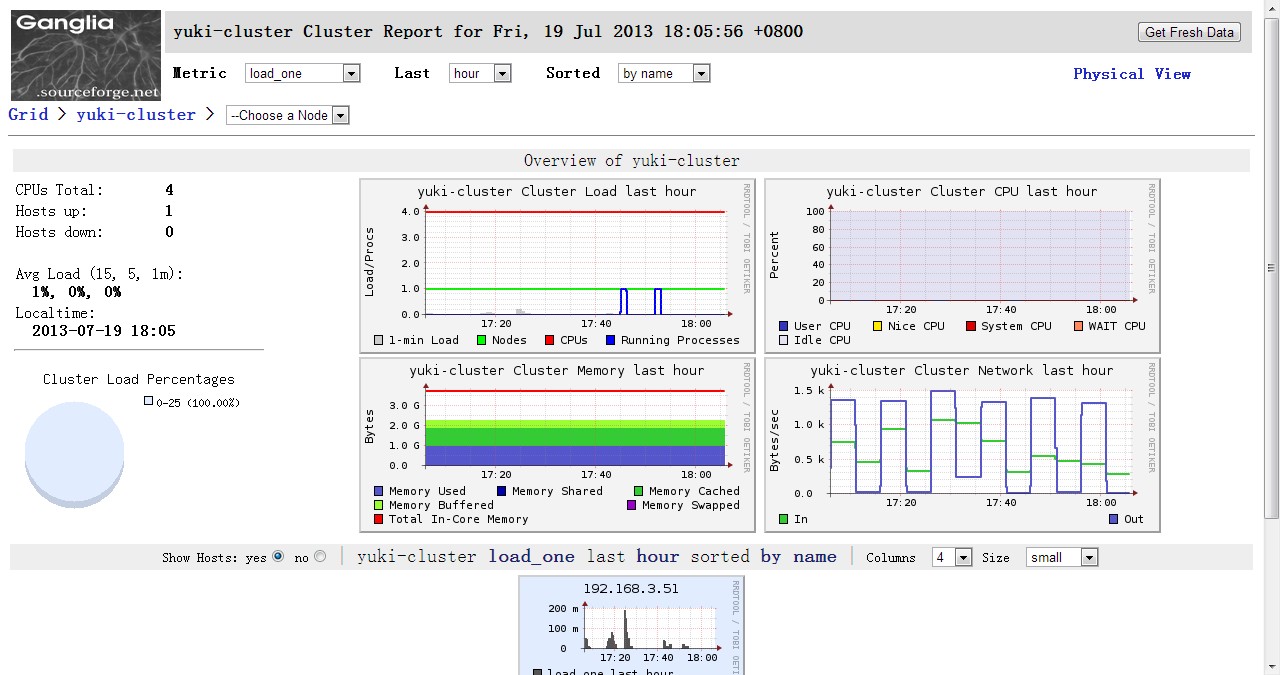 Ganglia
.sourceforge.net
yuki-cluster Cluster Report for Fri, 19 Jul 2013 18:05:56 +0800
Get Fresh Data
Metric load_one Last hour Sorted by name Physical View
Grid > yuki-cluster > --Choose a Node
Overview of yuki-cluster
CPUs Total: 4
Hosts up: 1
Hosts down: 0
Avg Load (15, 5, 1m):
1%, 0%, 0%
Localtime:
2013-07-19 18:05
Cluster Load Percentages
0-25 (100.00%)
yuki-cluster Cluster Load last hour
RRDTOOL / TOBI OETIKER
Load/Procs
4.0
3.0
2.0
1.0
0.0
17:20 17:40 18:00
1-min Load Nodes CPUs Running Processes
yuki-cluster Cluster CPU last hour
RRDTOOL / TOBI OETIKER
Percent
100
80
60
40
20
0
17:20 17:40 18:00
User CPU Nice CPU System CPU WAIT CPU
Idle CPU
yuki-cluster Cluster Memory last hour
RRDTOOL / TOBI OETIKER
Bytes
3.0 G
2.0 G
1.0 G
0.0
17:20 17:40 18:00
Memory Used Memory Shared Memory Cached
Memory Buffered Memory Swapped
Total In-Core Memory
yuki-cluster Cluster Network last hour
RRDTOOL / TOBI OETIKER
Bytes/sec
1.5 k
1.0 k
0.5 k
0.0
17:20 17:40 18:00
In Out
Show Hosts: yes no yuki-cluster load_one last hour sorted by name Columns 4 Size small
192.168.3.51
RRDTOOL / TOBI OETI
200 m
100 m
0
17:20 17:40 18:00
load_one last hour